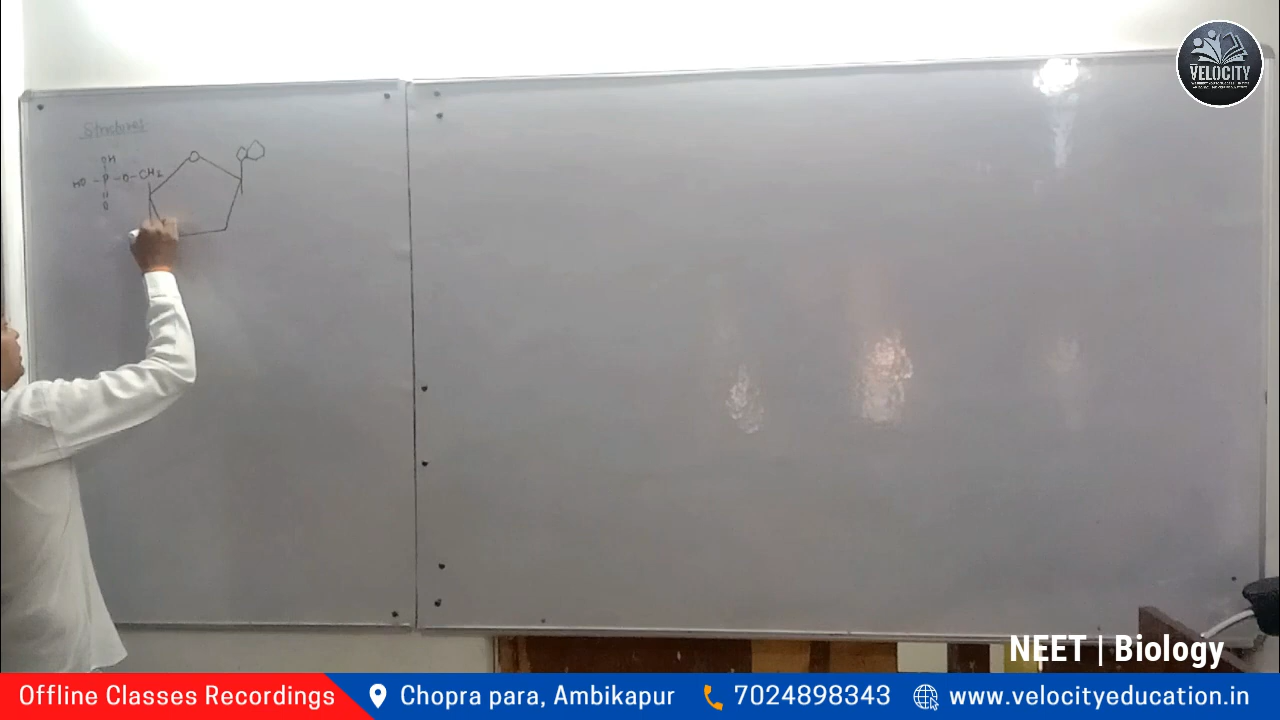 VELOCITY
Structures
OH
HO - P - O - CH2
O
O
NEET | Biology
Offline Classes Recordings
Chopra para, Ambikapur
7024898343
www.velocityeducation.in